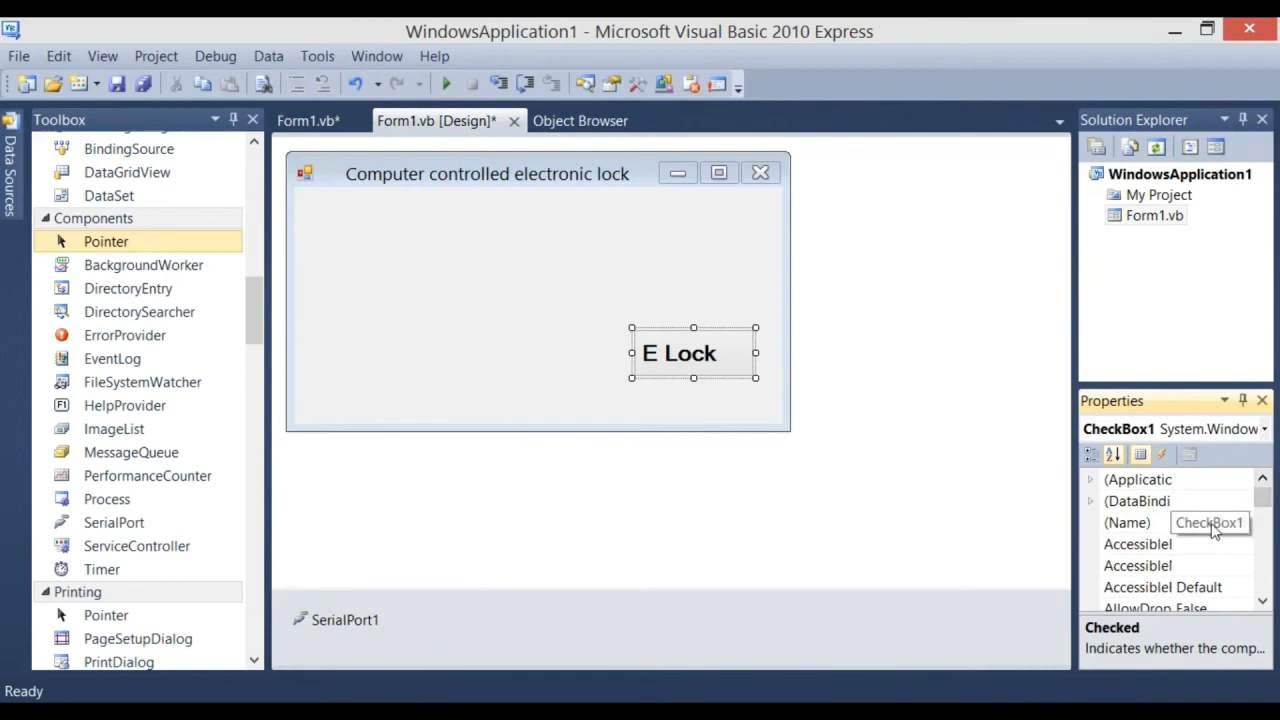 WindowsApplication1 - Microsoft Visual Basic 2010 Express
File Edit View Project Debug Data Tools Window Help
Data Sources
Toolbox
BindingSource
DataGridView
DataSet
Components
Pointer
BackgroundWorker
DirectoryEntry
DirectorySearcher
ErrorProvider
EventLog
FileSystemWatcher
HelpProvider
ImageList
MessageQueue
PerformanceCounter
Process
SerialPort
ServiceController
Timer
Printing
Pointer
PageSetupDialog
PrintDialog
Form1.vb* Form1.vb [Design]* Object Browser
Computer controlled electronic lock
E Lock
SerialPort1
Solution Explorer
WindowsApplication1
My Project
Form1.vb
Properties
CheckBox1 System.Window
(Applicatic
(DataBindi
(Name) CheckBox1
Accessiblel
Accessiblel
Accessiblel Default
AllowDrop False
Checked
Indicates whether the comp...
Ready